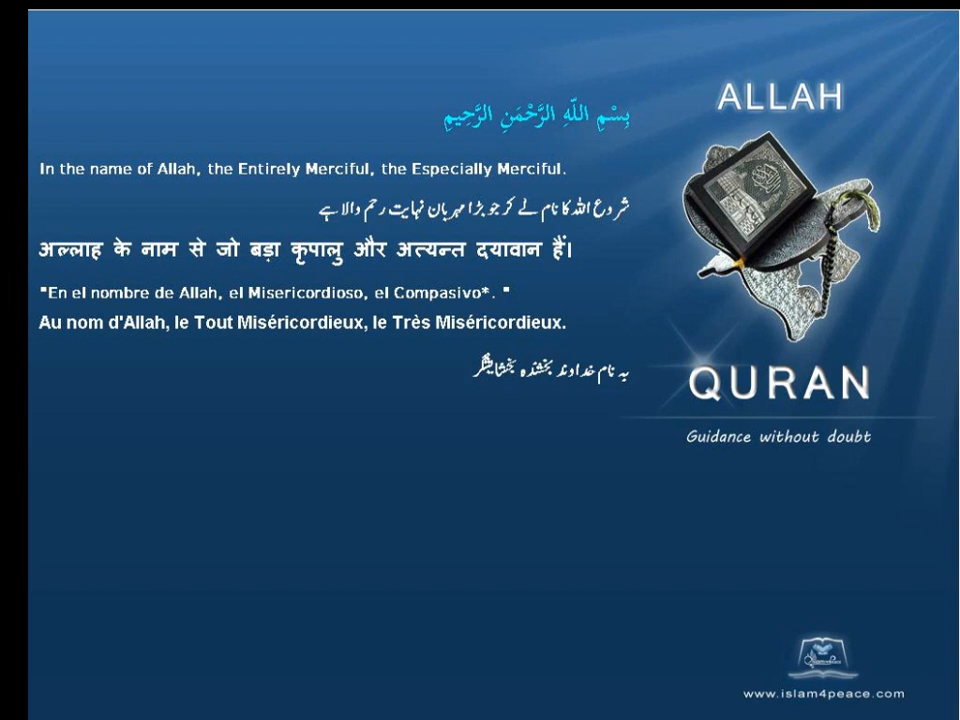 بِسْمِ اللّهِ الرَّحْمَنِ الرَّحِيمِ
In the name of Allah, the Entirely Merciful, the Especially Merciful.
شروع اللہ کا نام لے کر جو بڑا مہربان نہایت رحم والا ہے
अल्लाह के नाम से जो बड़ा कृपालु और अत्यन्त दयावान हैं।
"En el nombre de Allah, el Misericordioso, el Compasivo*. "
Au nom d'Allah, le Tout Miséricordieux, le Très Miséricordieux.
به نام خداوند بخشنده بخشایشگر
ALLAH
QURAN
Guidance without doubt
www.islam4peace.com